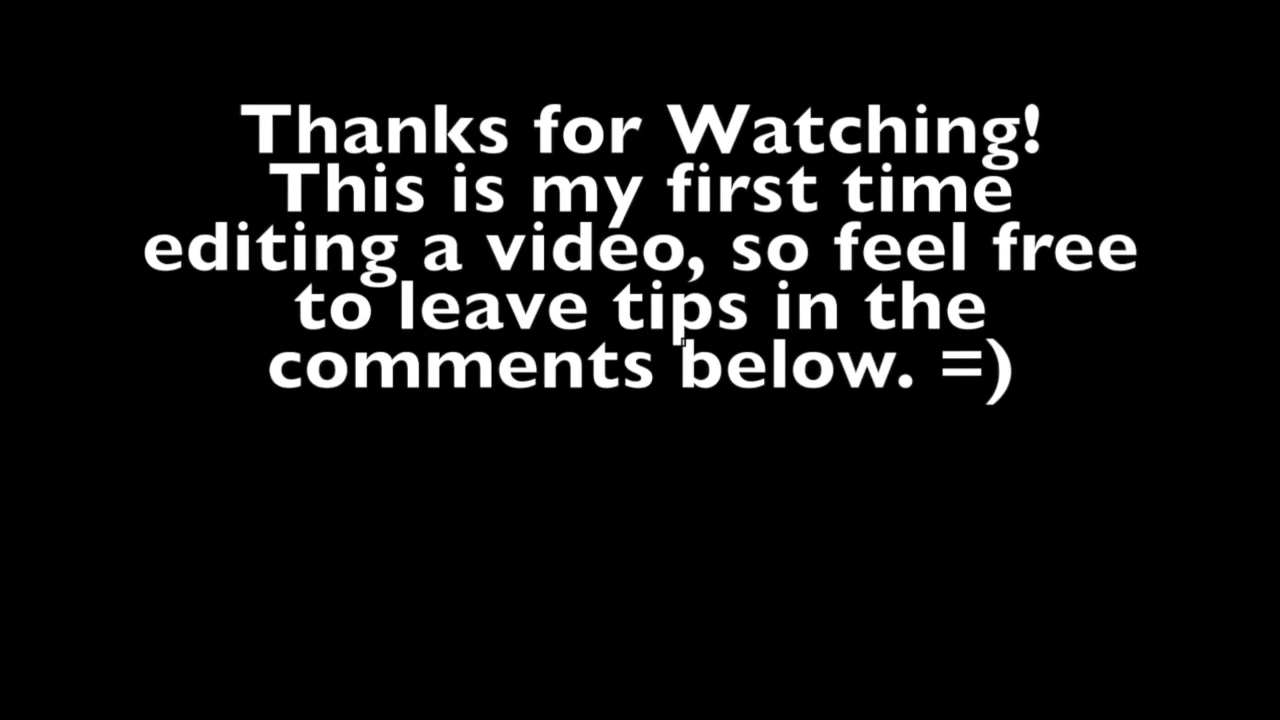 Thanks for Watching!
This is my first time
editing a video, so feel free
to leave tips in the
comments below. =)